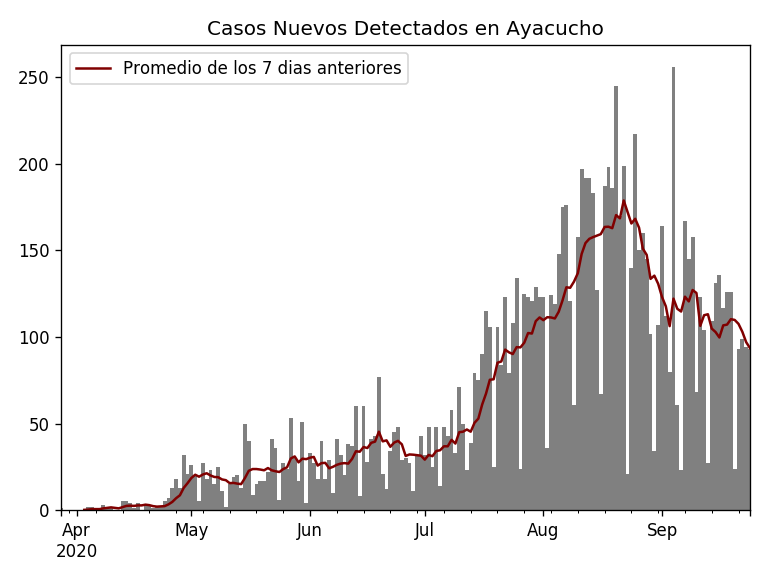 Casos Nuevos Detectados en Ayacucho
Promedio de los 7 dias anteriores
250
200
150
100
50
0
Apr May Jun Jul Aug Sep
2020